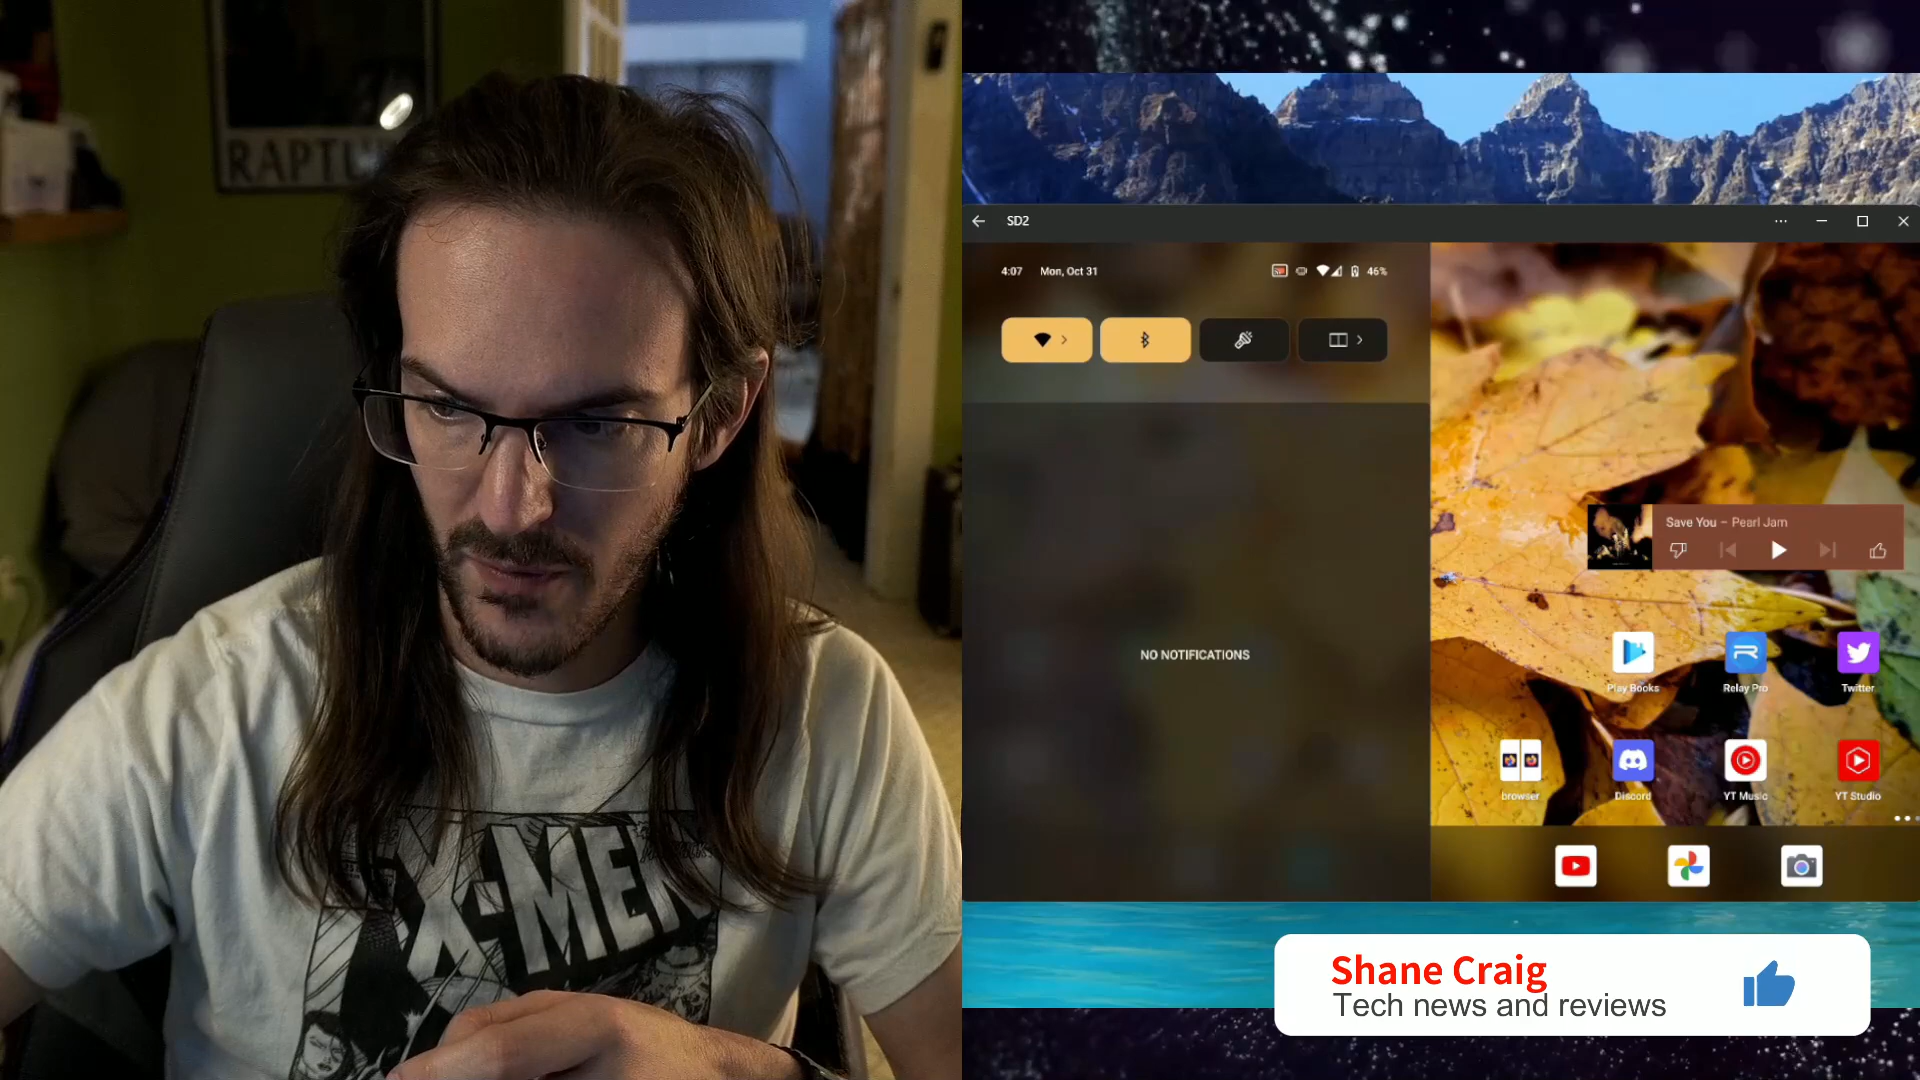 RAPTU
X-MEN
SD2
4:07 Mon, Oct 31
46%
NO NOTIFICATIONS
Save You – Pearl Jam
Play Books
Relay Pro
Twitter
browser
Discord
YT Music
YT Studio
Shane Craig
Tech news and reviews